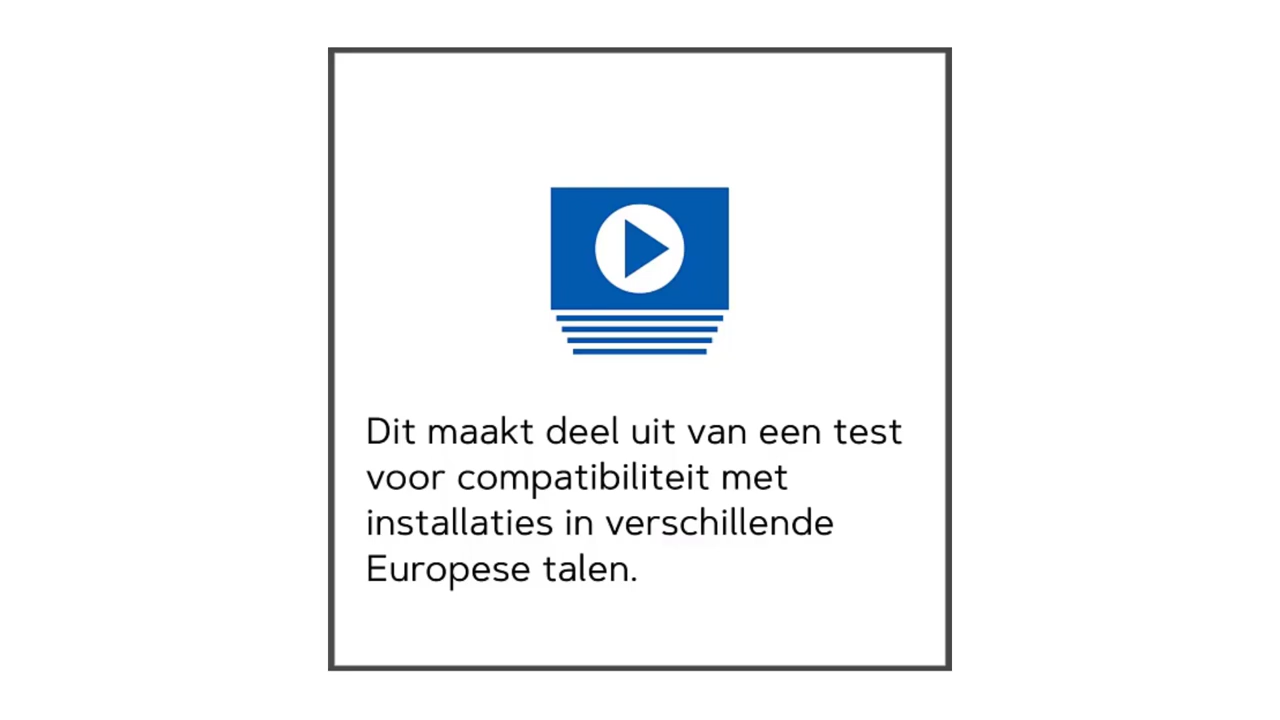 Dit maakt deel uit van een test
voor compatibiliteit met
installaties in verschillende
Europese talen.